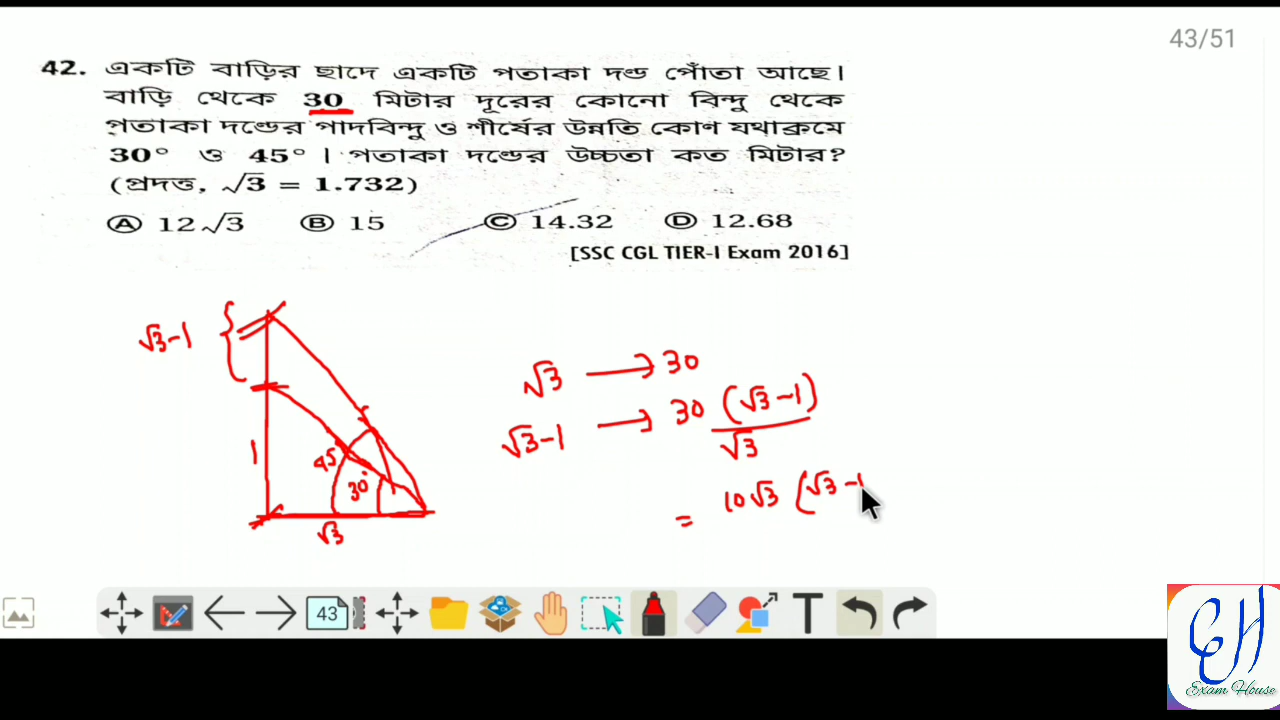 43/51
42. একটি বাড়ির ছাদে একটি পতাকা দণ্ড পোঁতা আছে।
বাড়ি থেকে 30 মিটার দূরের কোনো বিন্দু থেকে
পতাকা দণ্ডের পাদবিন্দু ও শীর্ষের উন্নতি কোণ যথাক্রমে
30° ও 45° । পতাকা দণ্ডের উচ্চতা কত মিটার?
(প্রদত্ত, √3 = 1.732)
Ⓐ 12√3 Ⓑ 15 Ⓒ 14.32 Ⓓ 12.68
[SSC CGL TIER-I Exam 2016]
√3-1
1
45
30°
√3
√3 → 30
√3-1 → 30 (√3-1)
√3
= 10√3 (√3-1
43
T
EH
Exam House